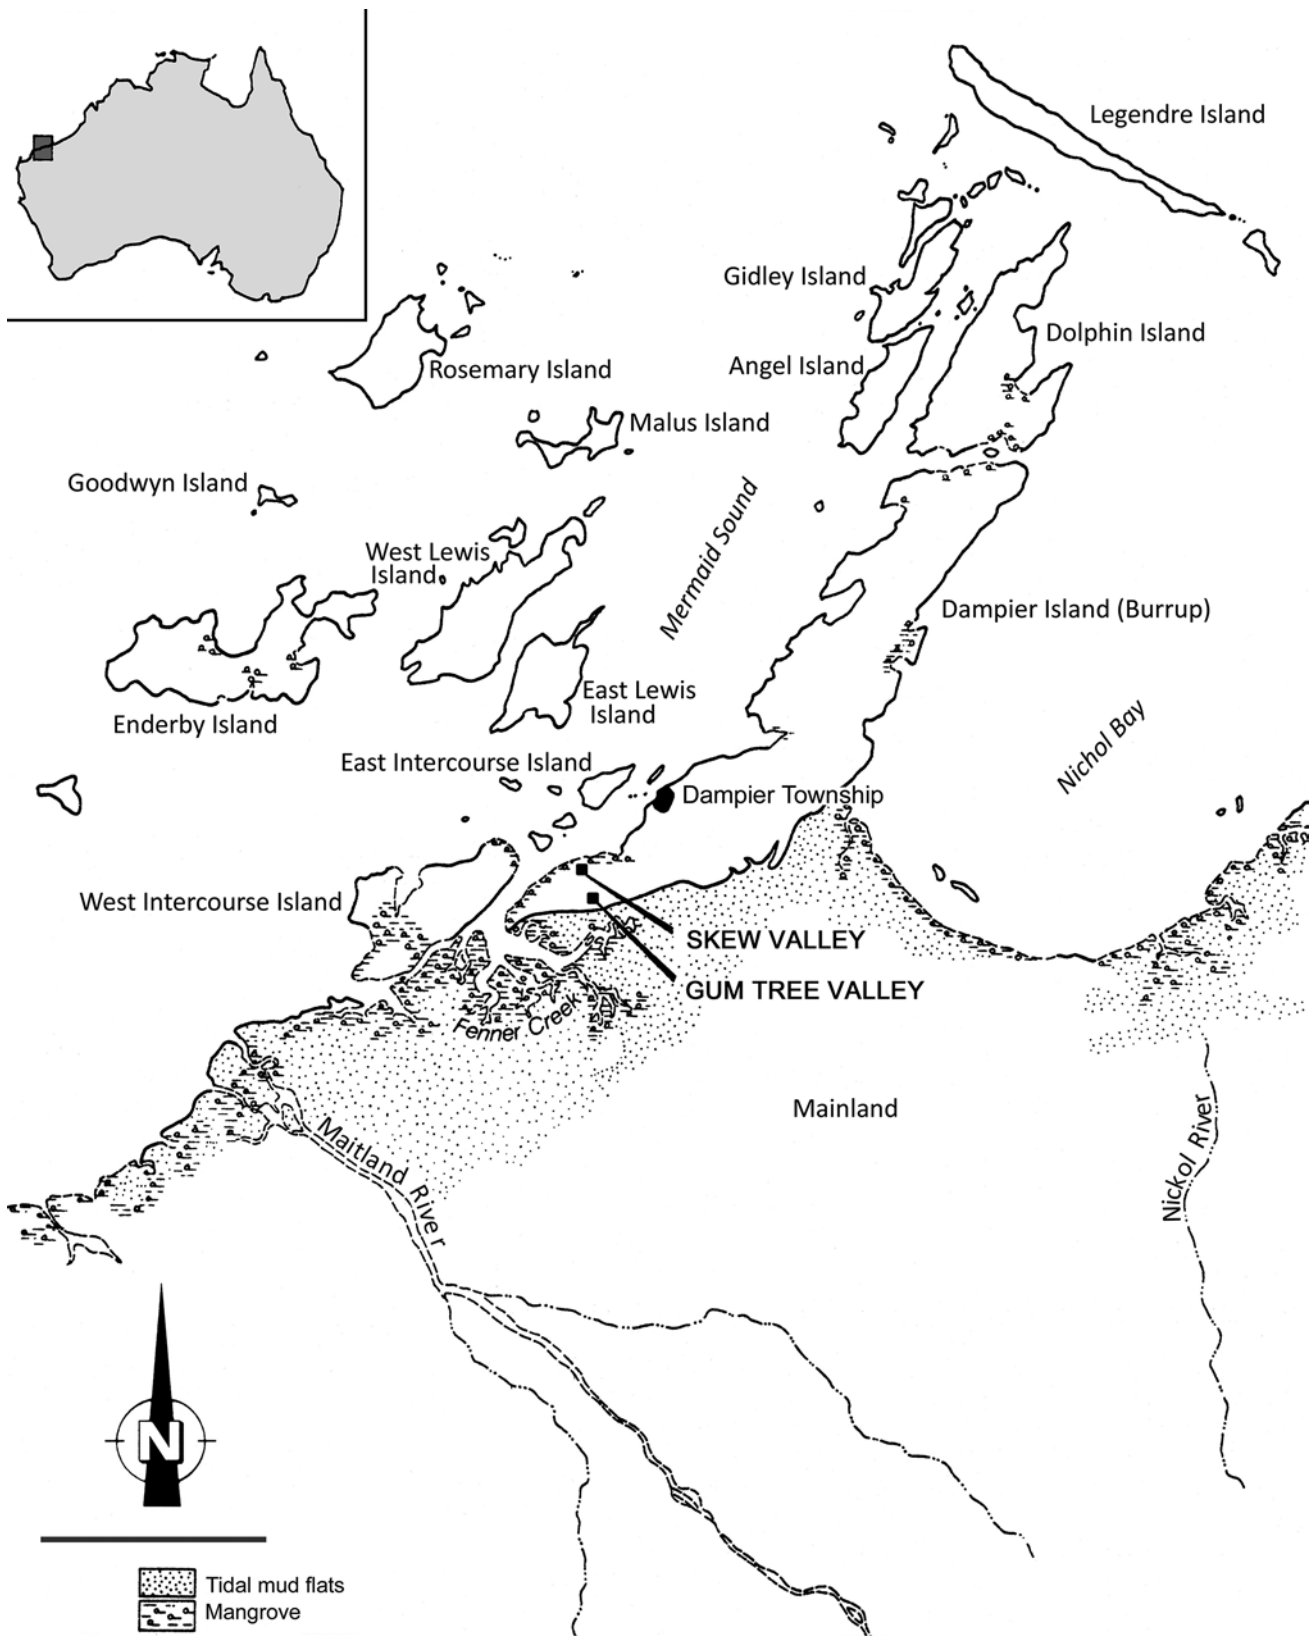 Legendre Island
Gidley Island
Dolphin Island
Angel Island
Rosemary Island
Malus Island
Goodwyn Island
Mermaid Sound
West Lewis
Island
Dampier Island (Burrup)
East Lewis
Island
Enderby Island
Nichol Bay
East Intercourse Island
Dampier Township
West Intercourse Island
SKEW VALLEY
GUM TREE VALLEY
Fenner Creek
Mainland
Maitland River
Nickol River
N
Tidal mud flats
Mangrove